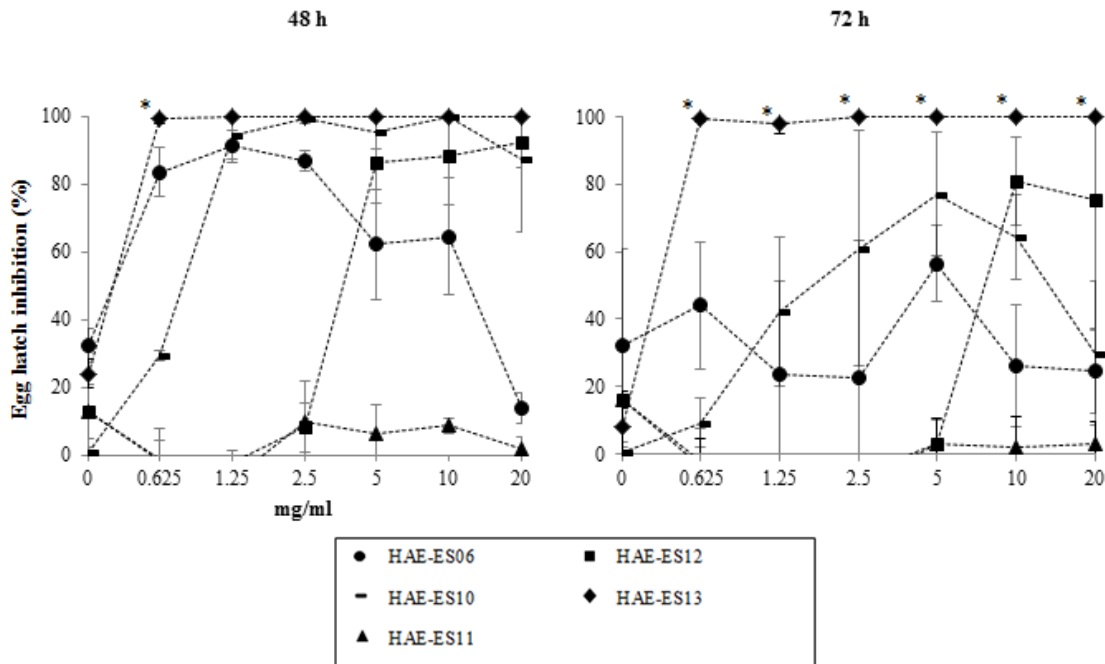 48 h
72 h
*
* * * * * *
Egg hatch inhibition (%)
100
80
60
40
20
0
0 0.625 1.25 2.5 5 10 20
mg/ml
100
80
60
40
20
0
0 0.625 1.25 2.5 5 10 20
HAE-ES06
HAE-ES12
HAE-ES10
HAE-ES13
HAE-ES11